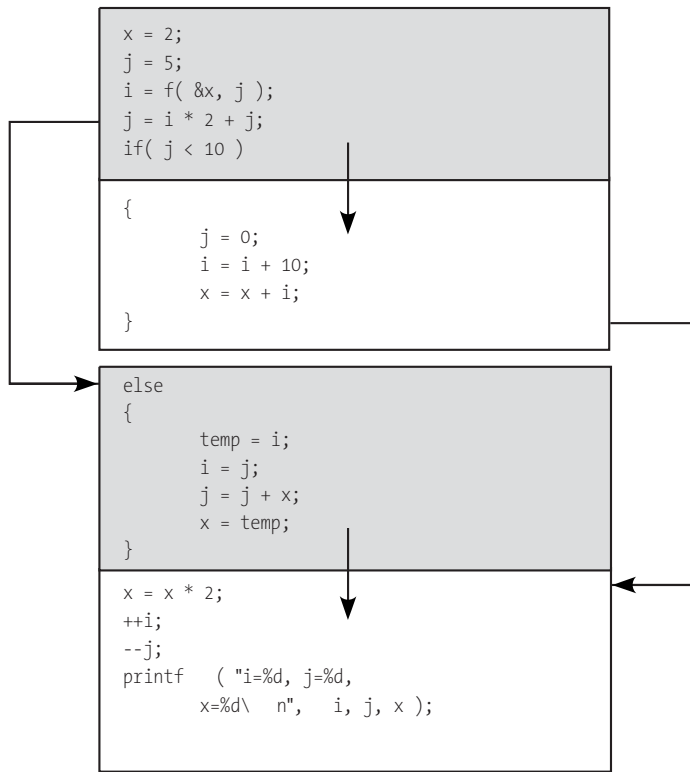 x = 2;
j = 5;
i = f( &x, j );
j = i * 2 + j;
if( j < 10 )
{
j = 0;
i = i + 10;
x = x + i;
}
else
{
temp = i;
i = j;
j = j + x;
x = temp;
}
x = x * 2;
++i;
--j;
printf ( "i=%d, j=%d,
x=%d\ n", i, j, x );